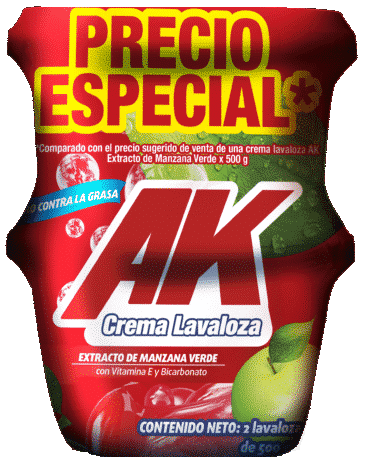 PRECIO
ESPECIAL*
*Comparado con el precio sugerido de venta de una crema lavaloza AK
Extracto de Manzana Verde x 500 g
CONTRA LA GRASA
AK
Crema Lavaloza
EXTRACTO DE MANZANA VERDE
con Vitamina E y Bicarbonato
CONTENIDO NETO: 2 lavaloza
de 500